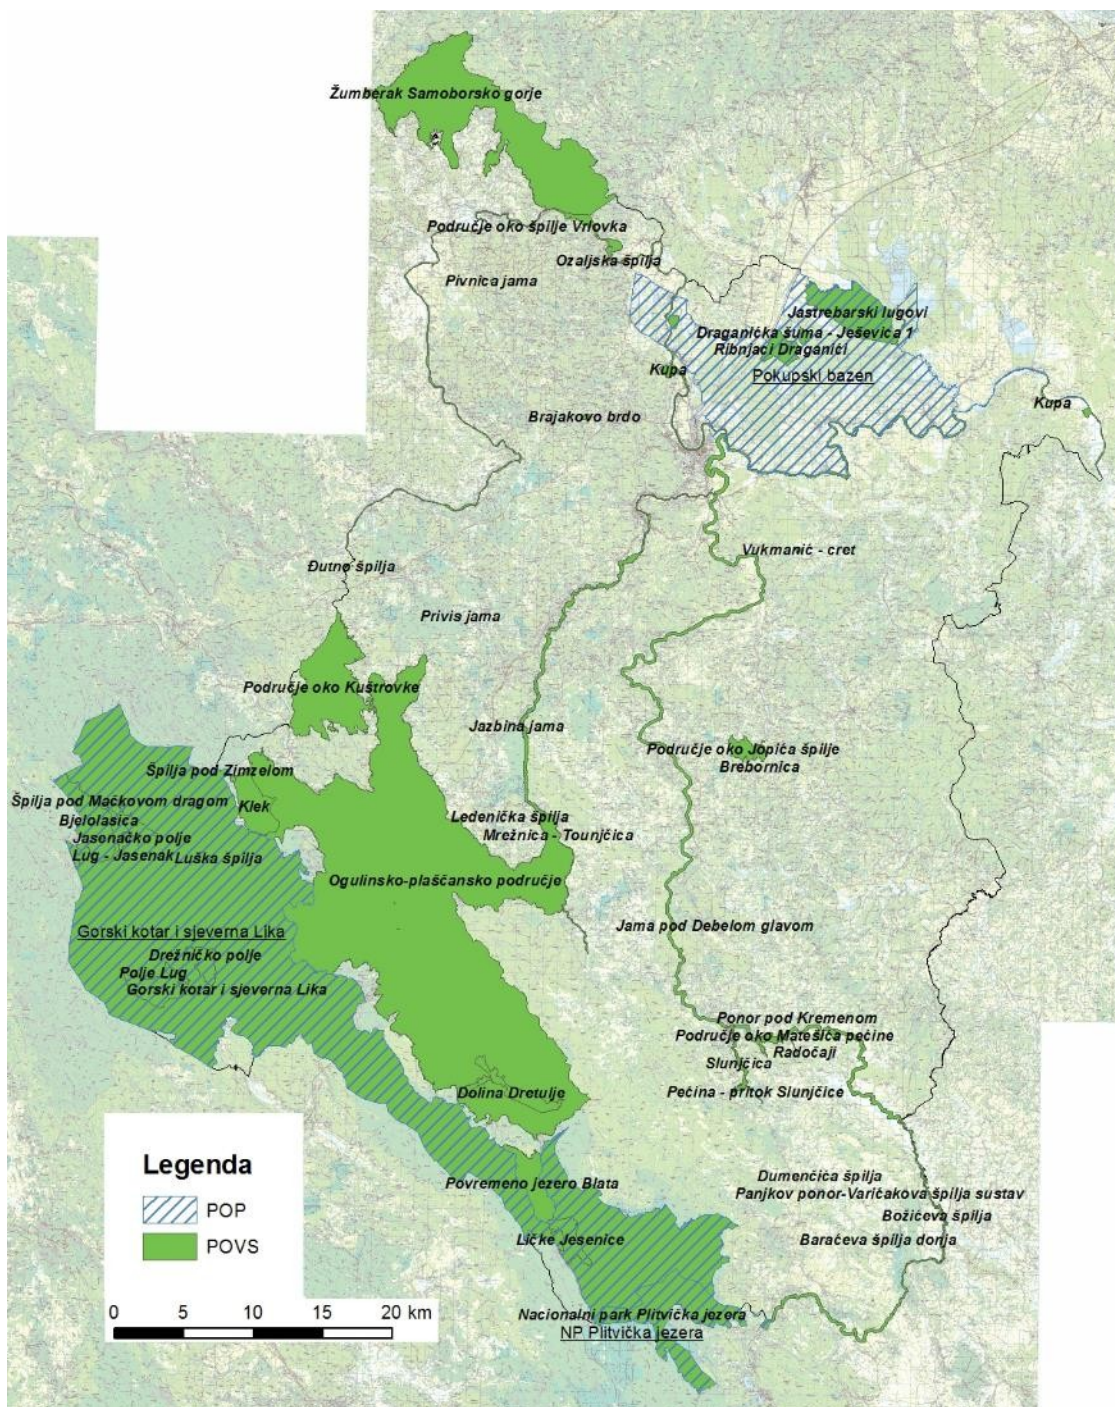 Žumberak Samoborsko gorje
Područje oko špilje Vrlovka
Ozaljska špilja
Pivnica jama
Jastrebarski lugovi
Draganička šuma - Ješevica 1
Ribnjaci Draganići
Kupa
Pokupski bazen
Kupa
Brajakovo brdo
Vukmanić - cret
Đutno špilja
Privis jama
Područje oko Kuštrovke
Jazbina jama
Područje oko Jopića špilje
Brebornica
Špilja pod Zimzelom
Špilja pod Mačkovom dragom
Klek
Bjelolasica
Ledenička špilja
Mrežnica - Tounjčica
Jasenačko polje
Lug - Jasenak
Luška špilja
Ogulinsko-plaščansko područje
Jama pod Debelom glavom
Gorski kotar i sjeverna Lika
Drežničko polje
Polje Lug
Gorski kotar i sjeverna Lika
Ponor pod Kremenom
Područje oko Matešića pećine
Radočaji
Slunjčica
Pećina - pritok Slunjčice
Dolina Dretulje
Legenda
POP
POVS
0 5 10 15 20 km
Povremeno jezero Blata
Dumenčića špilja
Panjkov ponor-Varičakova špilja sustav
Božićeva špilja
Baraćeva špilja donja
Ličke Jesenice
Nacionalni park Plitvička jezera
NP Plitvička jezera